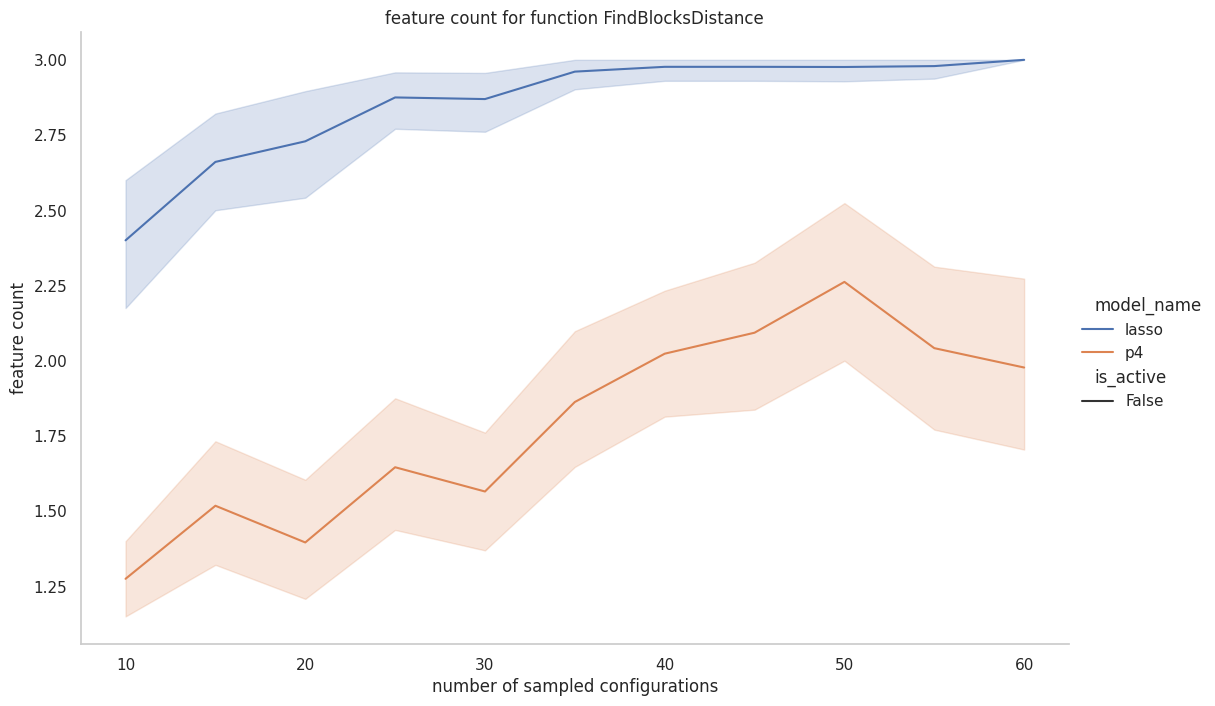 feature count for function FindBlocksDistance
3.00
2.75
2.50
2.25
2.00
1.75
1.50
1.25
feature count
10 20 30 40 50 60
number of sampled configurations
model_name
lasso
p4
is_active
False